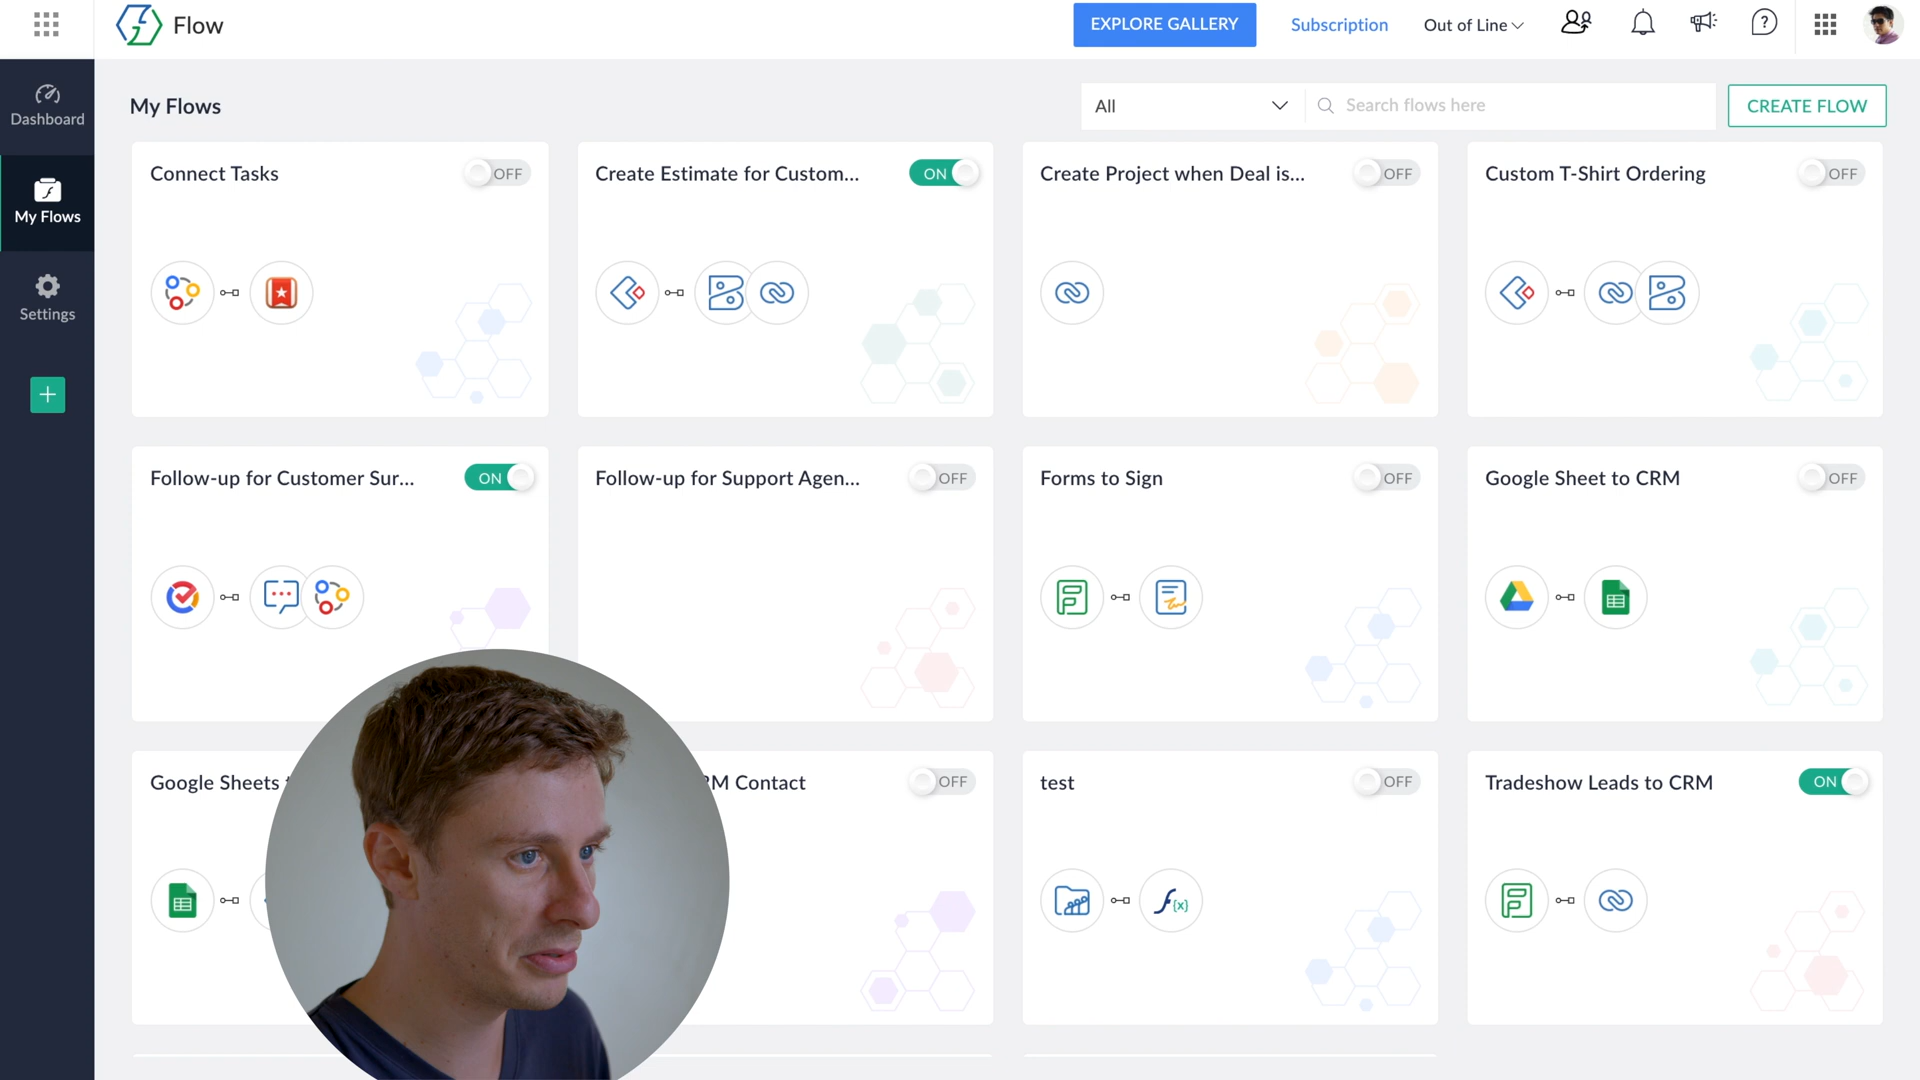 Flow
EXPLORE GALLERY
Subscription
Out of Line
Dashboard
My Flows
Settings
My Flows
All
Search flows here
CREATE FLOW
Connect Tasks
OFF
Create Estimate for Custom...
ON
Create Project when Deal is...
OFF
Custom T-Shirt Ordering
OFF
Follow-up for Customer Sur...
ON
Follow-up for Support Agen...
OFF
Forms to Sign
OFF
Google Sheet to CRM
OFF
Google Sheets
M Contact
OFF
test
OFF
f(x)
Tradeshow Leads to CRM
ON